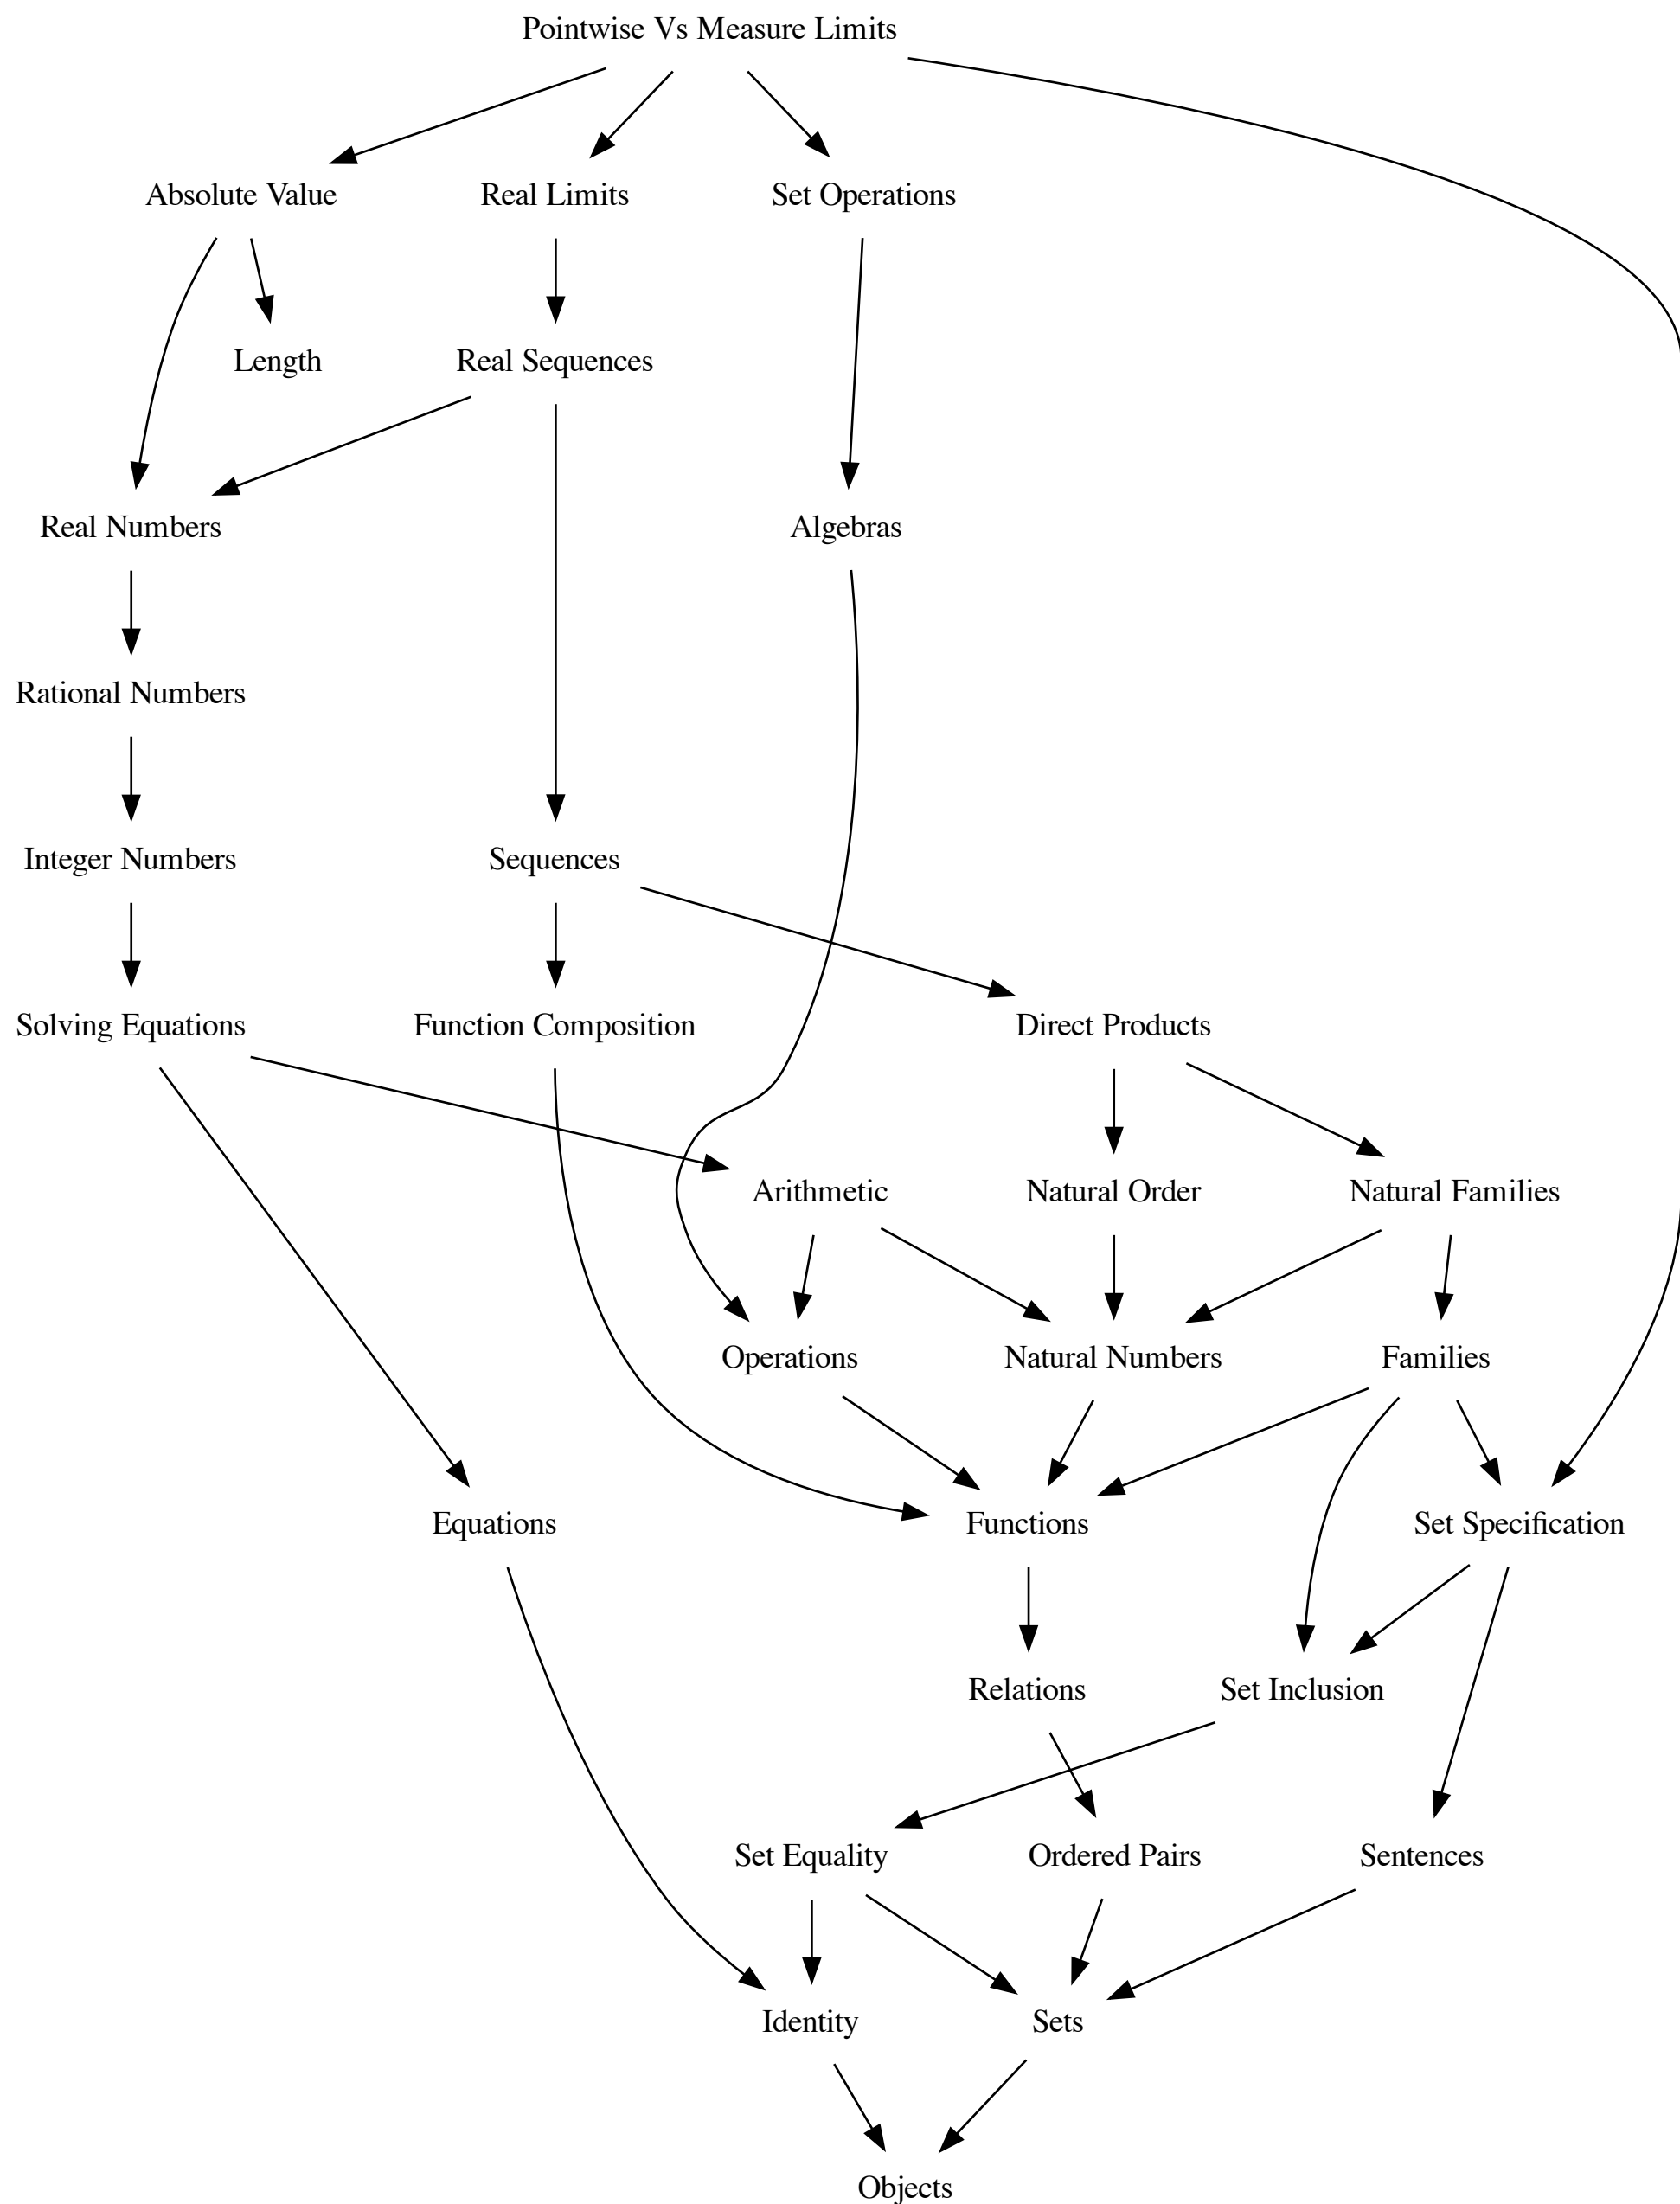 Pointwise Vs Measure Limits
Absolute Value
Real Limits
Set Operations
Length
Real Sequences
Real Numbers
Algebras
Rational Numbers
Integer Numbers
Sequences
Solving Equations
Function Composition
Direct Products
Arithmetic
Natural Order
Natural Families
Operations
Natural Numbers
Families
Equations
Functions
Set Specification
Relations
Set Inclusion
Set Equality
Ordered Pairs
Sentences
Identity
Sets
Objects